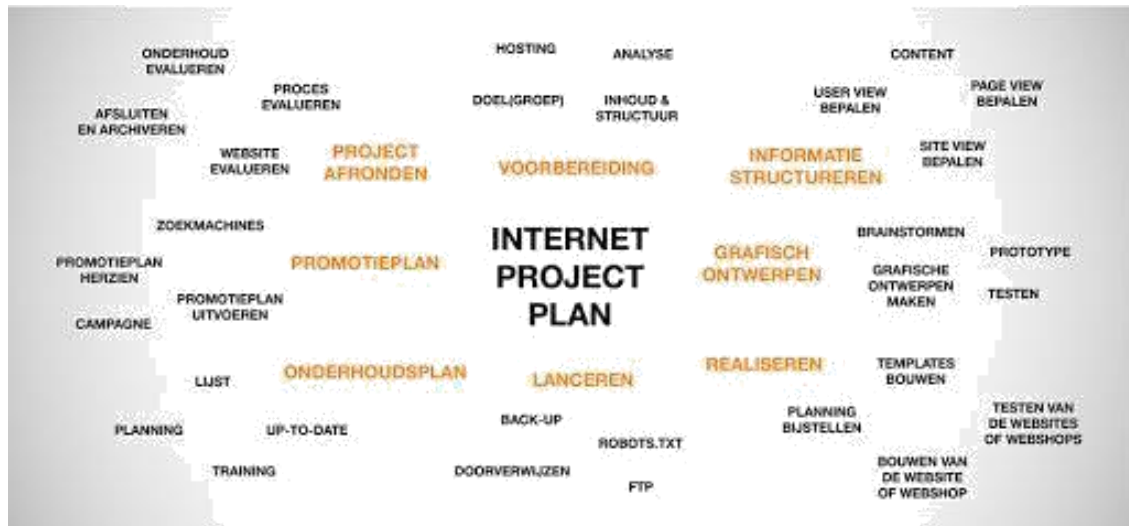 ONDERHOUD
EVALUEREN
PROCES
EVALUEREN
AFSLUITEN
EN ARCHIVEREN
WEBSITE
EVALUEREN
PROJECT
AFRONDEN
HOSTING
ANALYSE
DOEL(GROEP)
INHOUD &
STRUCTUUR
VOORBEREIDING
CONTENT
USER VIEW
BEPALEN
PAGE VIEW
BEPALEN
SITE VIEW
BEPALEN
INFORMATIE
STRUCTUREREN
ZOEKMACHINES
PROMOTIEPLAN
HERZIEN
PROMOTIEPLAN
PROMOTIEPLAN
UITVOEREN
CAMPAGNE
INTERNET
PROJECT
PLAN
GRAFISCH
ONTWERPEN
BRAINSTORMEN
PROTOTYPE
GRAFISCHE
ONTWERPEN
MAKEN
TESTEN
LIJST
ONDERHOUDSPLAN
PLANNING
UP-TO-DATE
TRAINING
LANCEREN
BACK-UP
ROBOTS.TXT
DOORVERWIJZEN
FTP
REALISEREN
TEMPLATES
BOUWEN
PLANNING
BIJSTELLEN
TESTEN VAN
DE WEBSITES
OF WEBSHOPS
BOUWEN VAN
DE WEBSITE
OF WEBSHOP